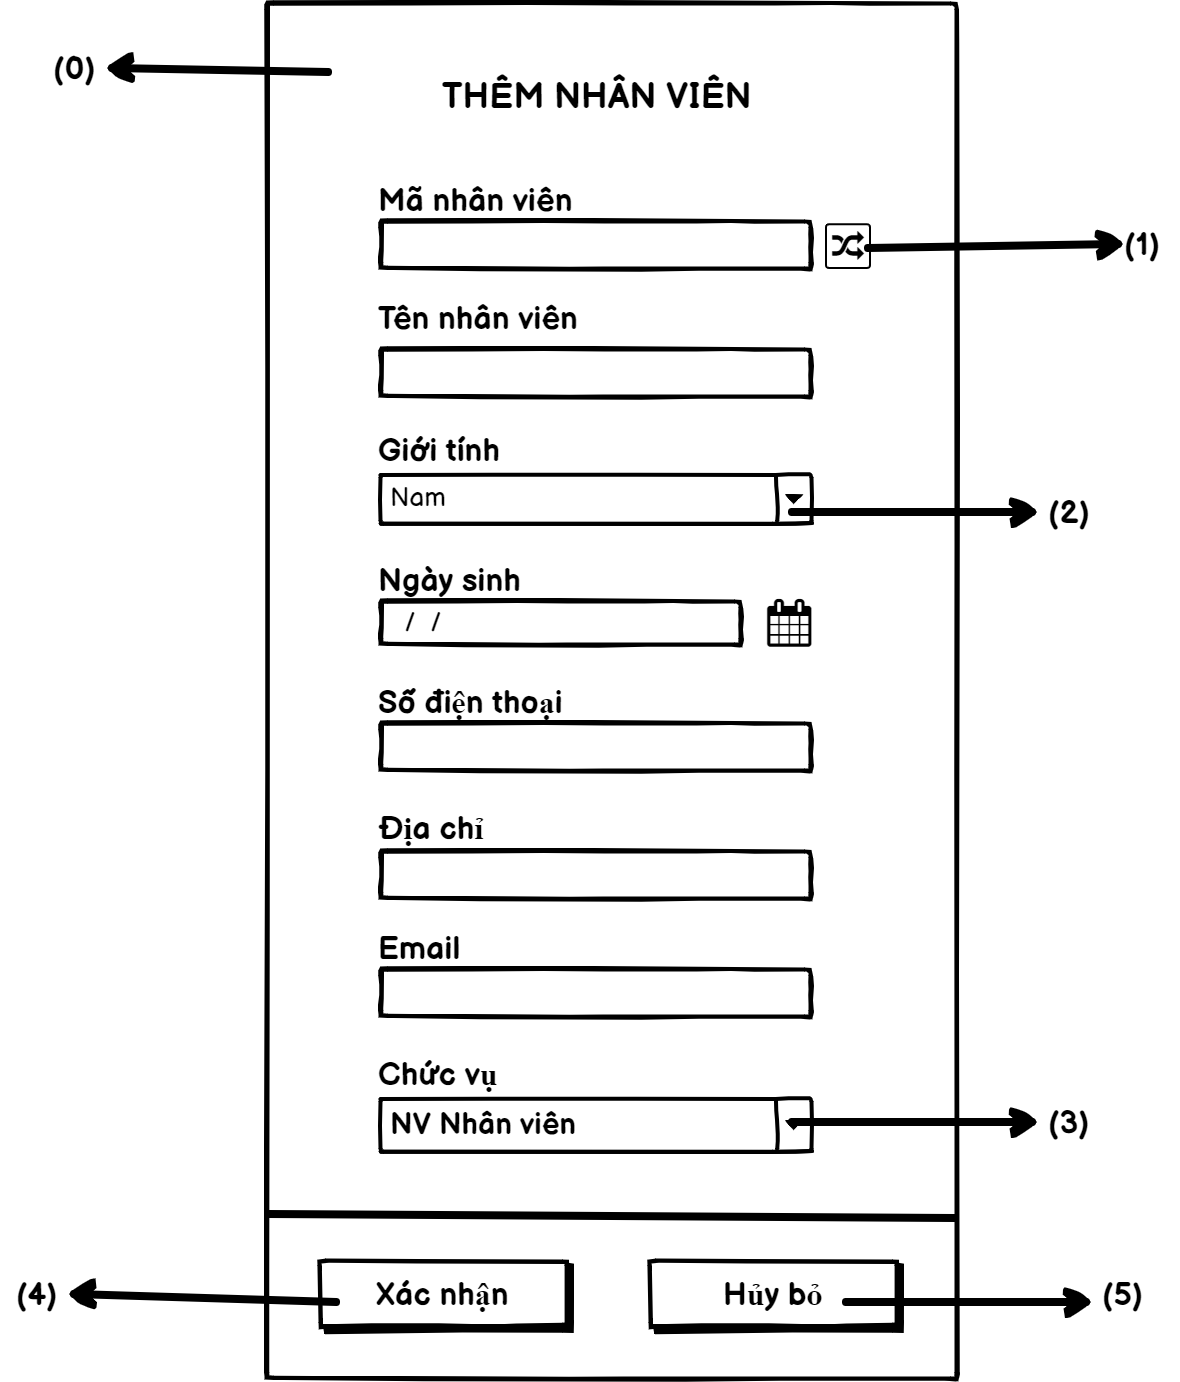 (0)
THÊM NHÂN VIÊN
Mã nhân viên
(1)
Tên nhân viên
Giới tính
Nam
(2)
Ngày sinh
/ /
Số điện thoại
Địa chỉ
Email
Chức vụ
NV Nhân viên
(3)
(4)
Xác nhận
Hủy bỏ
(5)